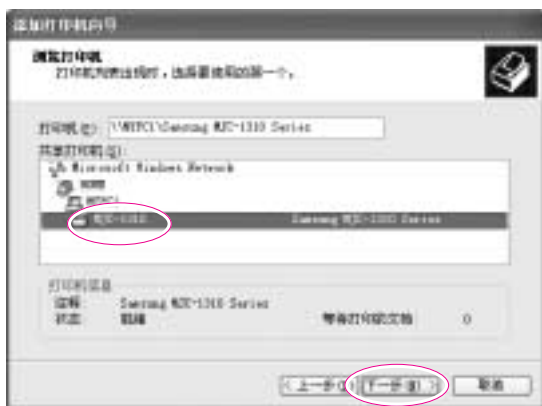 添加打印机向导
浏览打印机
打印机列表出现时，选择要使用的那一个。
打印机(P): \\MYPC1\Samsung MJC-1310 Series
共享打印机(S):
Microsoft Windows Network
HOME
MYPC1
Samsung Series
打印机信息
注释: Samsung MJC-1310 Series
状态: 就绪 等待打印的文档 0
< 上一步(B) 下一步(N) > 取消